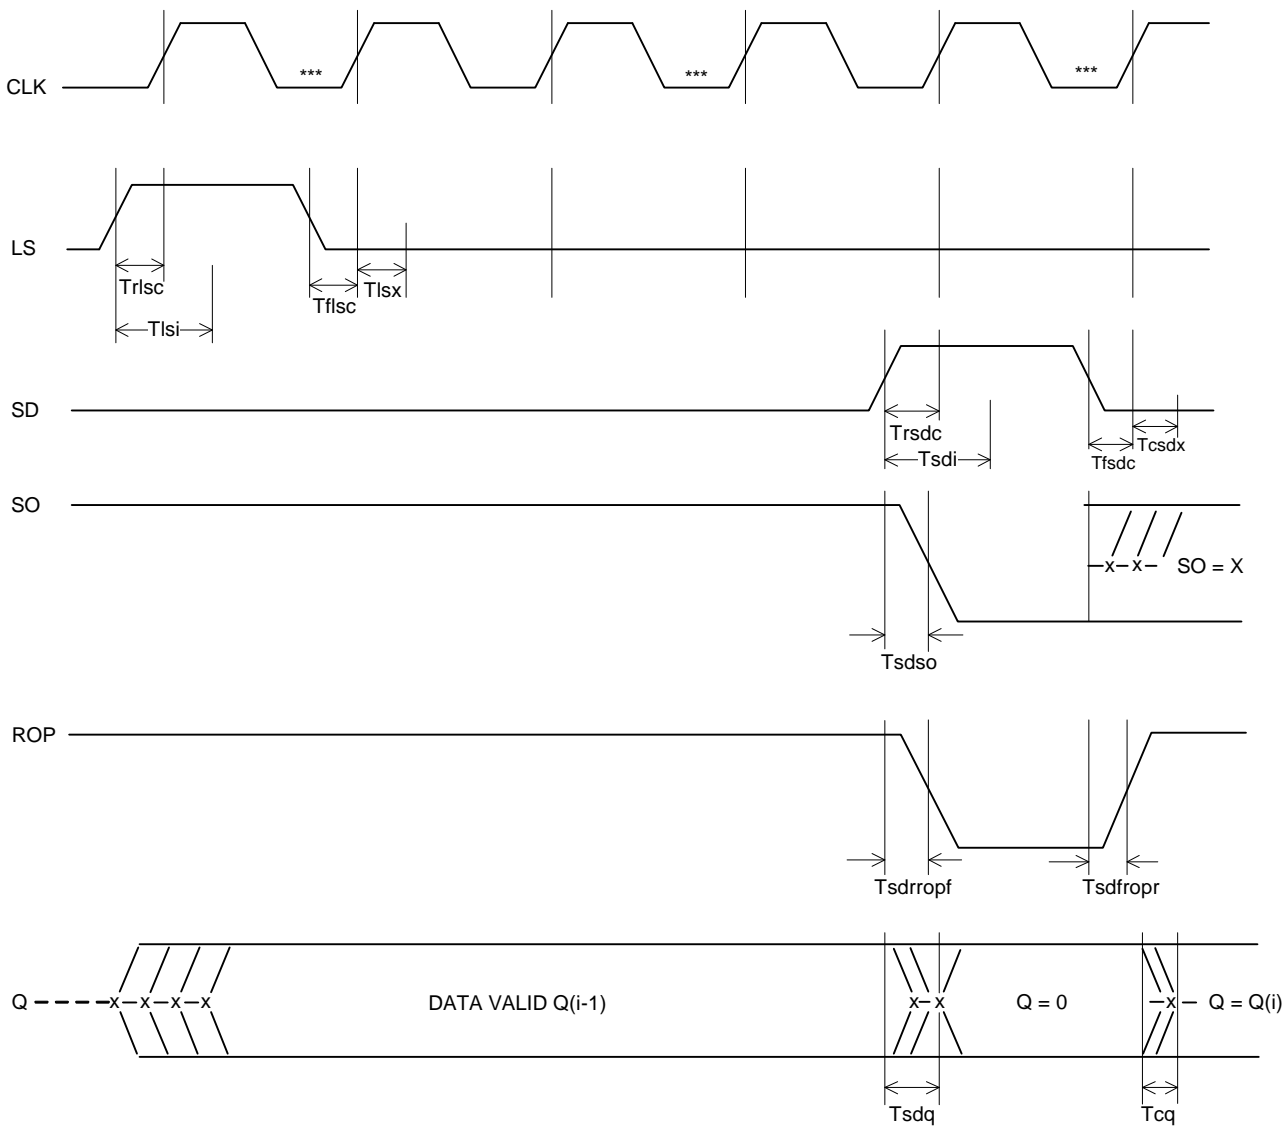 CLK
***
***
***
LS
Trlsc
Tlsx
Tflsc
Tlsi
SD
Trsdc
Tcsdx
Tsdi
Tfsdc
SO
x x SO = X
Tsdso
ROP
Tsdrropf
Tsdfropr
Q x x x x DATA VALID Q(i-1) x x Q = 0 x Q = Q(i)
Tsdq
Tcq